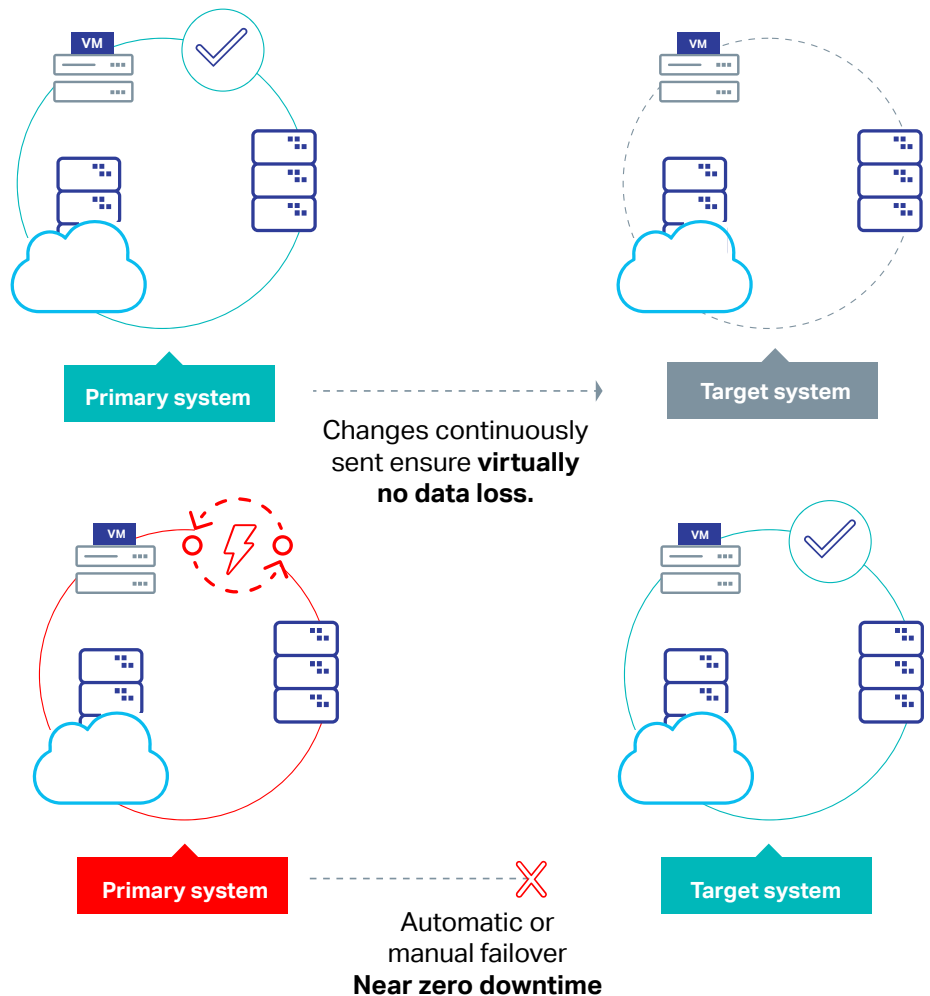 VM
VM
Primary system
Target system
Changes continuously
sent ensure virtually
no data loss.
VM
VM
Primary system
Target system
Automatic or
manual failover
Near zero downtime